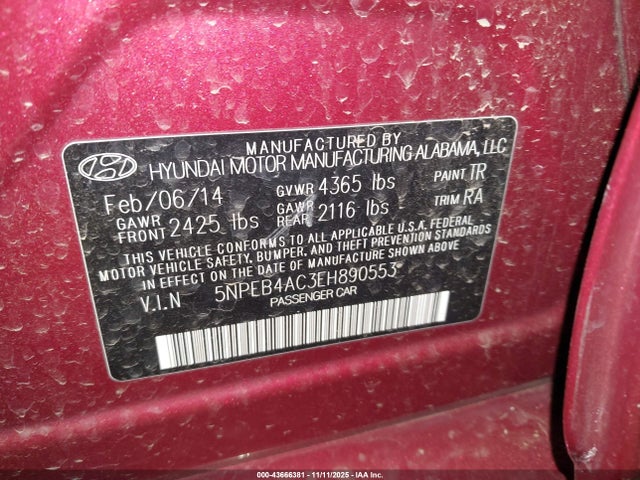 MANUFACTURED BY
HYUNDAI MOTOR MANUFACTURING ALABAMA, LLC
Feb/06/14 GVWR 4365 lbs PAINT TR
GAWR FRONT 2425 lbs GAWR REAR 2116 lbs TRIM RA
THIS VEHICLE CONFORMS TO ALL APPLICABLE U.S.A. FEDERAL
MOTOR VEHICLE SAFETY, BUMPER, AND THEFT PREVENTION STANDARDS
IN EFFECT ON THE DATE OF MANUFACTURE SHOWN ABOVE
V.I.N 5NPEB4AC3EH890553
PASSENGER CAR
000-43666381 - 11/11/2025 - IAA Inc.